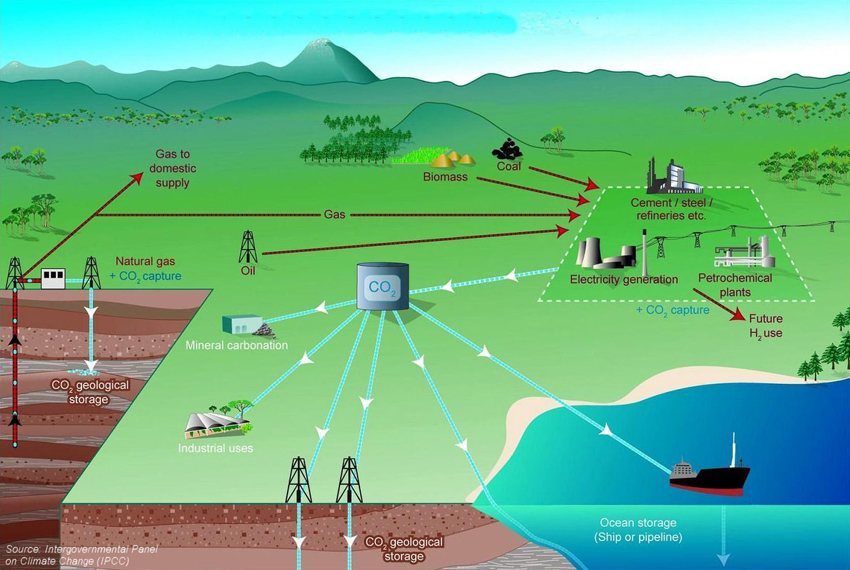 Gas to
domestic
supply
Coal
Biomass
Cement / steel /
refineries etc.
Gas
Oil
Natural gas
+ CO2 capture
Electricity generation
Petrochemical
plants
+ CO2 capture
Future
H2 use
CO2
Mineral carbonation
CO2 geological
storage
Industrial uses
Ocean storage
(Ship or pipeline)
CO2 geological
storage
Source: Intergovernmental Panel
on Climate Change (IPCC)